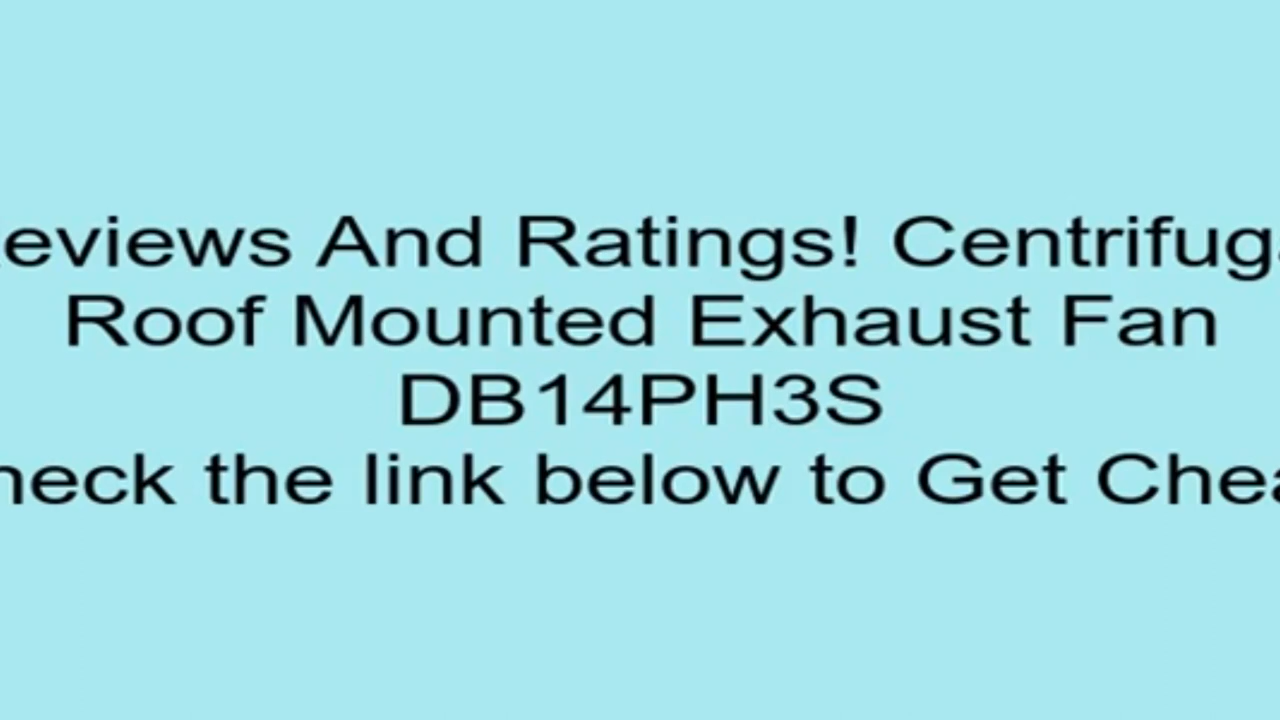 eviews And Ratings! Centrifuga
Roof Mounted Exhaust Fan
DB14PH3S
heck the link below to Get Chea